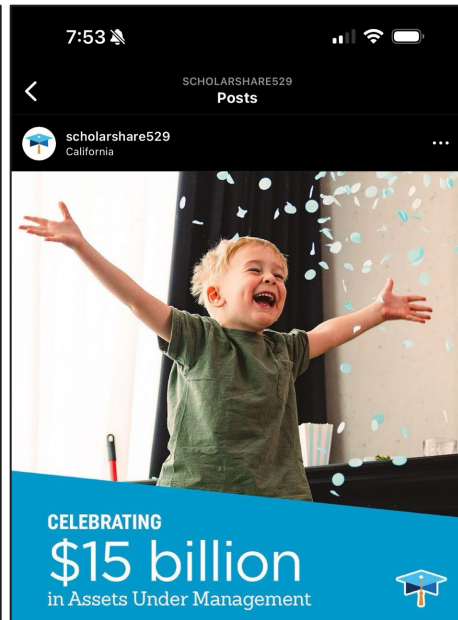 7:53
SCHOLARSHARE529
Posts
scholarshare529
California
CELEBRATING
$15 billion
in Assets Under Management